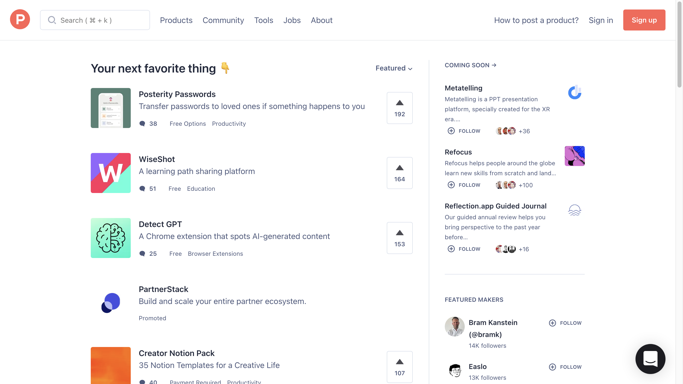 P
Search ( ⌘ + k )
Products
Community
Tools
Jobs
About
How to post a product?
Sign in
Sign up
Your next favorite thing 👇
Featured
Posterity Passwords
Transfer passwords to loved ones if something happens to you
38
Free Options
Productivity
192
WiseShot
A learning path sharing platform
51
Free
Education
164
W
Detect GPT
A Chrome extension that spots AI-generated content
25
Free
Browser Extensions
153
PartnerStack
Build and scale your entire partner ecosystem.
Promoted
Creator Notion Pack
35 Notion Templates for a Creative Life
40
Payment Required
Productivity
107
COMING SOON →
Metatelling
Metatelling is a PPT presentation
platform, specially created for the XR
era....
FOLLOW
+36
Refocus
Refocus helps people around the globe
learn new skills from scratch and land...
FOLLOW
+100
Reflection.app Guided Journal
Our guided annual review helps you
bring perspective to the past year
before...
FOLLOW
+16
FEATURED MAKERS
Bram Kanstein
(@bramk)
14K followers
FOLLOW
Easlo
13K followers
FOLLOW